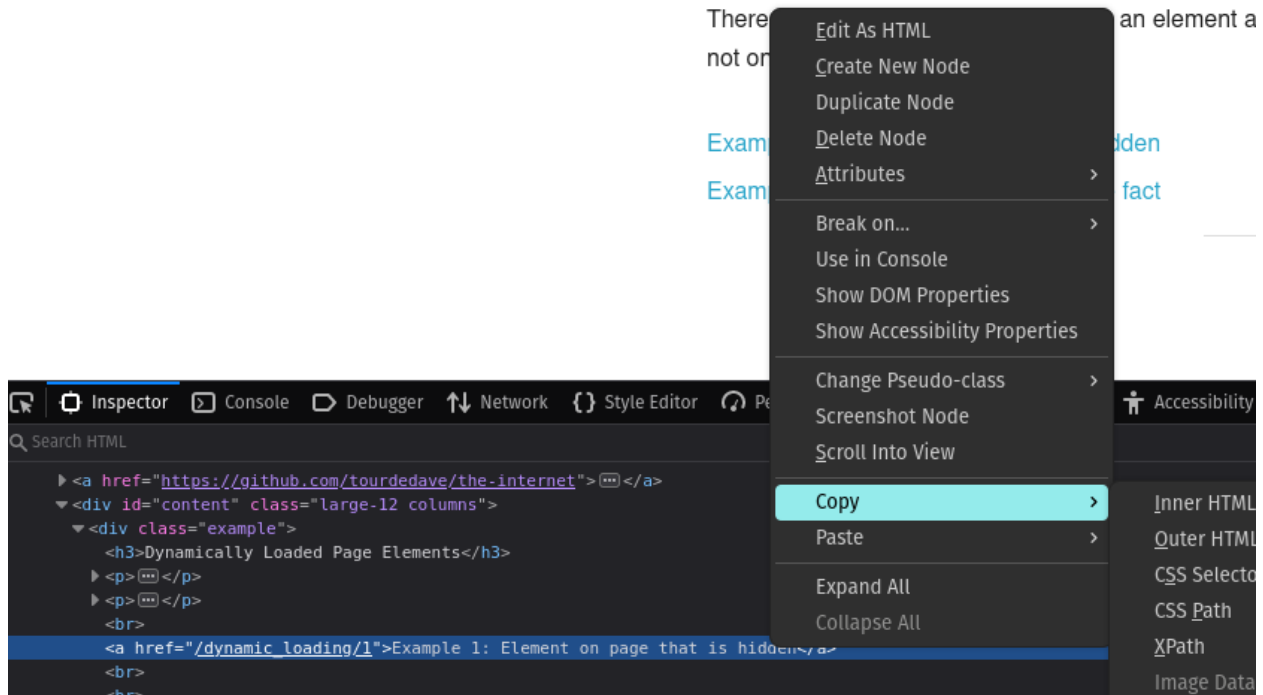 There
an element a
not on
Exam
dden
Exam
fact
Edit As HTML
Create New Node
Duplicate Node
Delete Node
Attributes
Break on...
Use in Console
Show DOM Properties
Show Accessibility Properties
Change Pseudo-class
Screenshot Node
Scroll Into View
Copy
Paste
Expand All
Collapse All
Inner HTML
Outer HTML
CSS Selecto
CSS Path
XPath
Image Data
Inspector Console Debugger Network {} Style Editor Pe Accessibility
Search HTML
<a href="https://github.com/tourdedave/the-internet">⋯</a>
<div id="content" class="large-12 columns">
<div class="example">
<h3>Dynamically Loaded Page Elements</h3>
<p>⋯</p>
<p>⋯</p>
<br>
<a href="/dynamic_loading/1">Example 1: Element on page that is hidden</a>
<br>
<br>